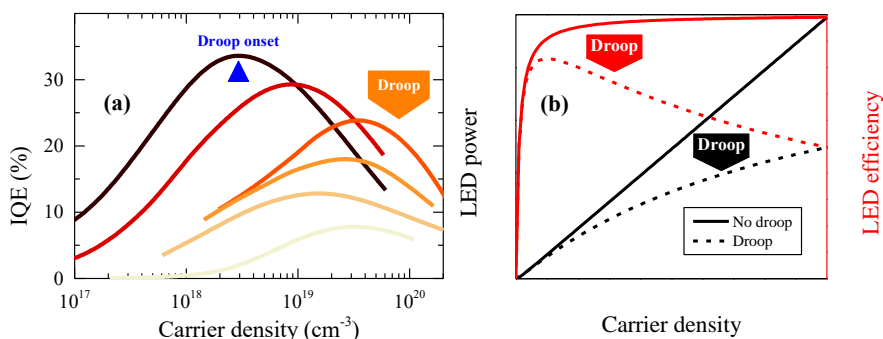 Droop onset
(a)
Droop
IQE (%)
30
20
10
0
10^17
10^18
10^19
10^20
Carrier density (cm^-3)
(b)
Droop
Droop
LED power
LED efficiency
No droop
Droop
Carrier density